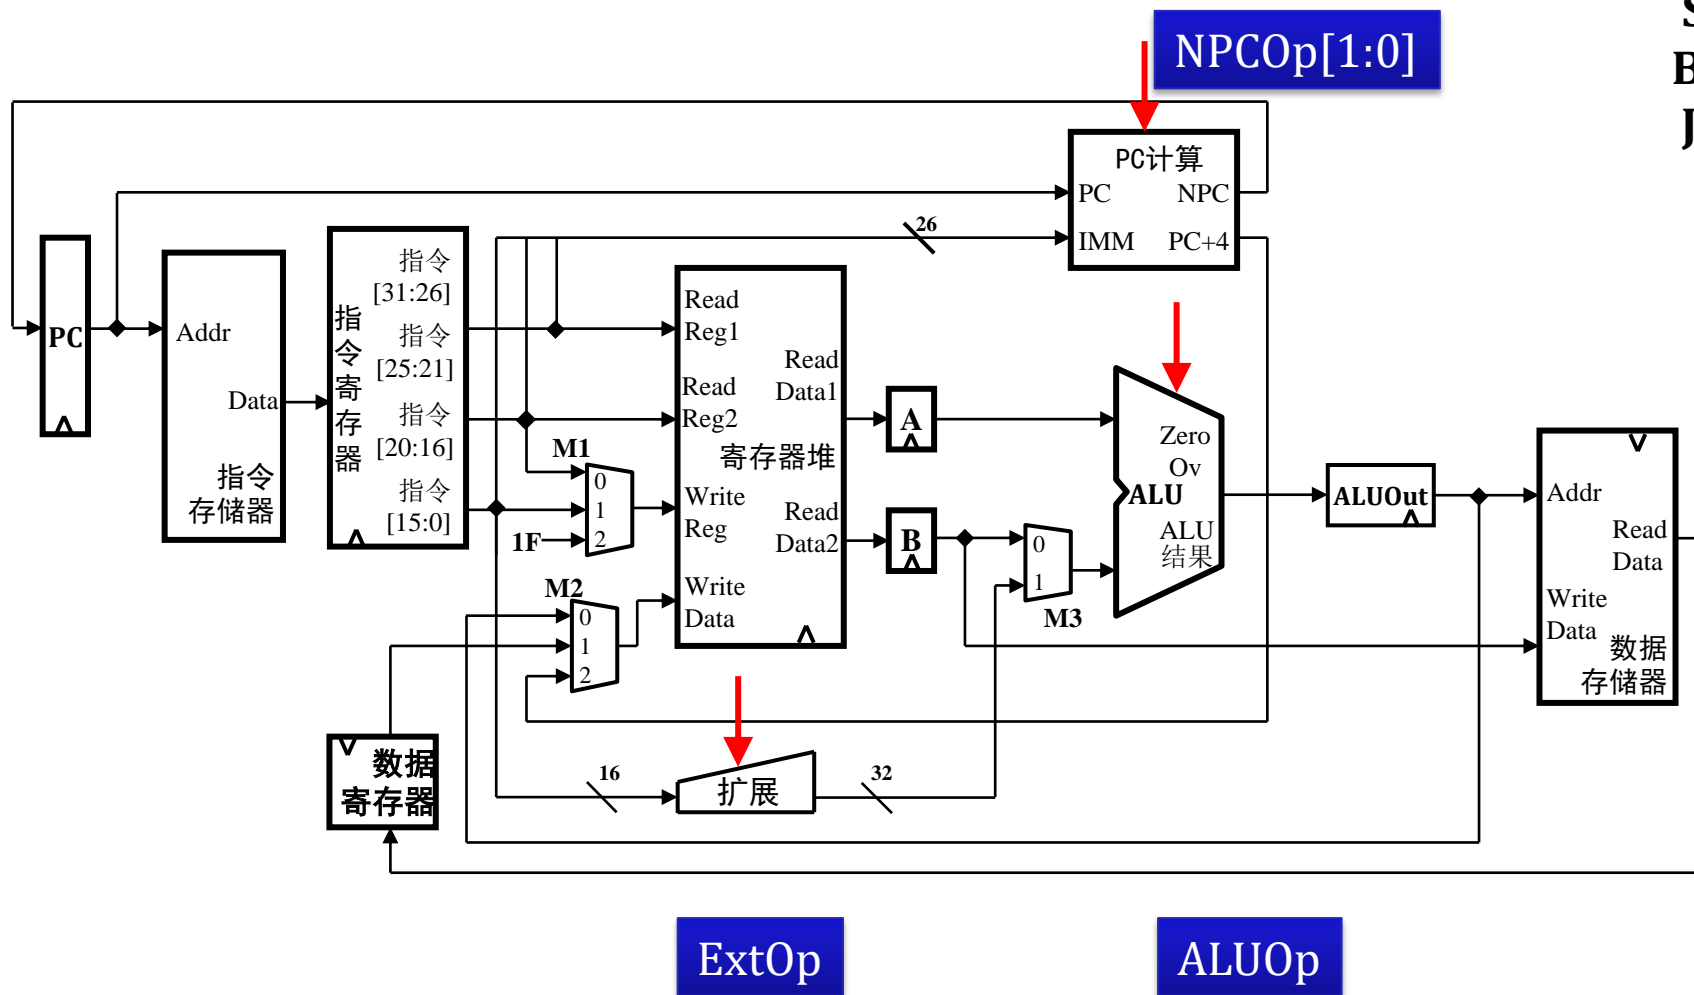 NPCOp[1:0]
S
B
J
PC计算
PC
NPC
IMM
PC+4
26
PC
Addr
Data
指令
存储器
指令寄存器
指令
[31:26]
指令
[25:21]
指令
[20:16]
指令
[15:0]
M1
0
1
2
1F
M2
0
1
2
Read
Reg1
Read
Reg2
Write
Reg
Write
Data
Read
Data1
寄存器堆
Read
Data2
A
B
0
1
M3
Zero
Ov
ALU
ALU
结果
ALUOut
Addr
Read
Data
Write
Data
数据
存储器
数据
寄存器
16
扩展
32
ExtOp
ALUOp